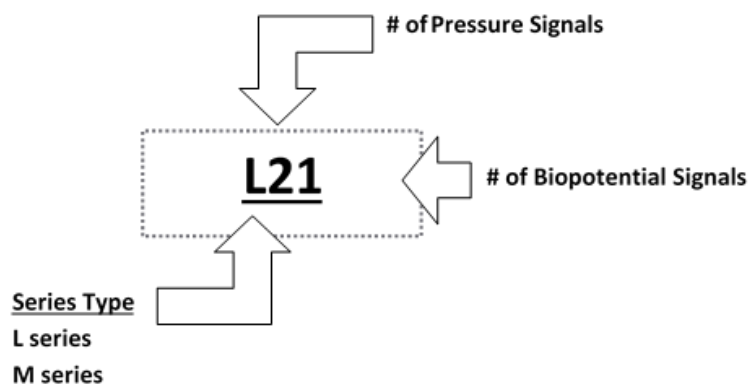 # of Pressure Signals
L21
# of Biopotential Signals
Series Type
L series
M series